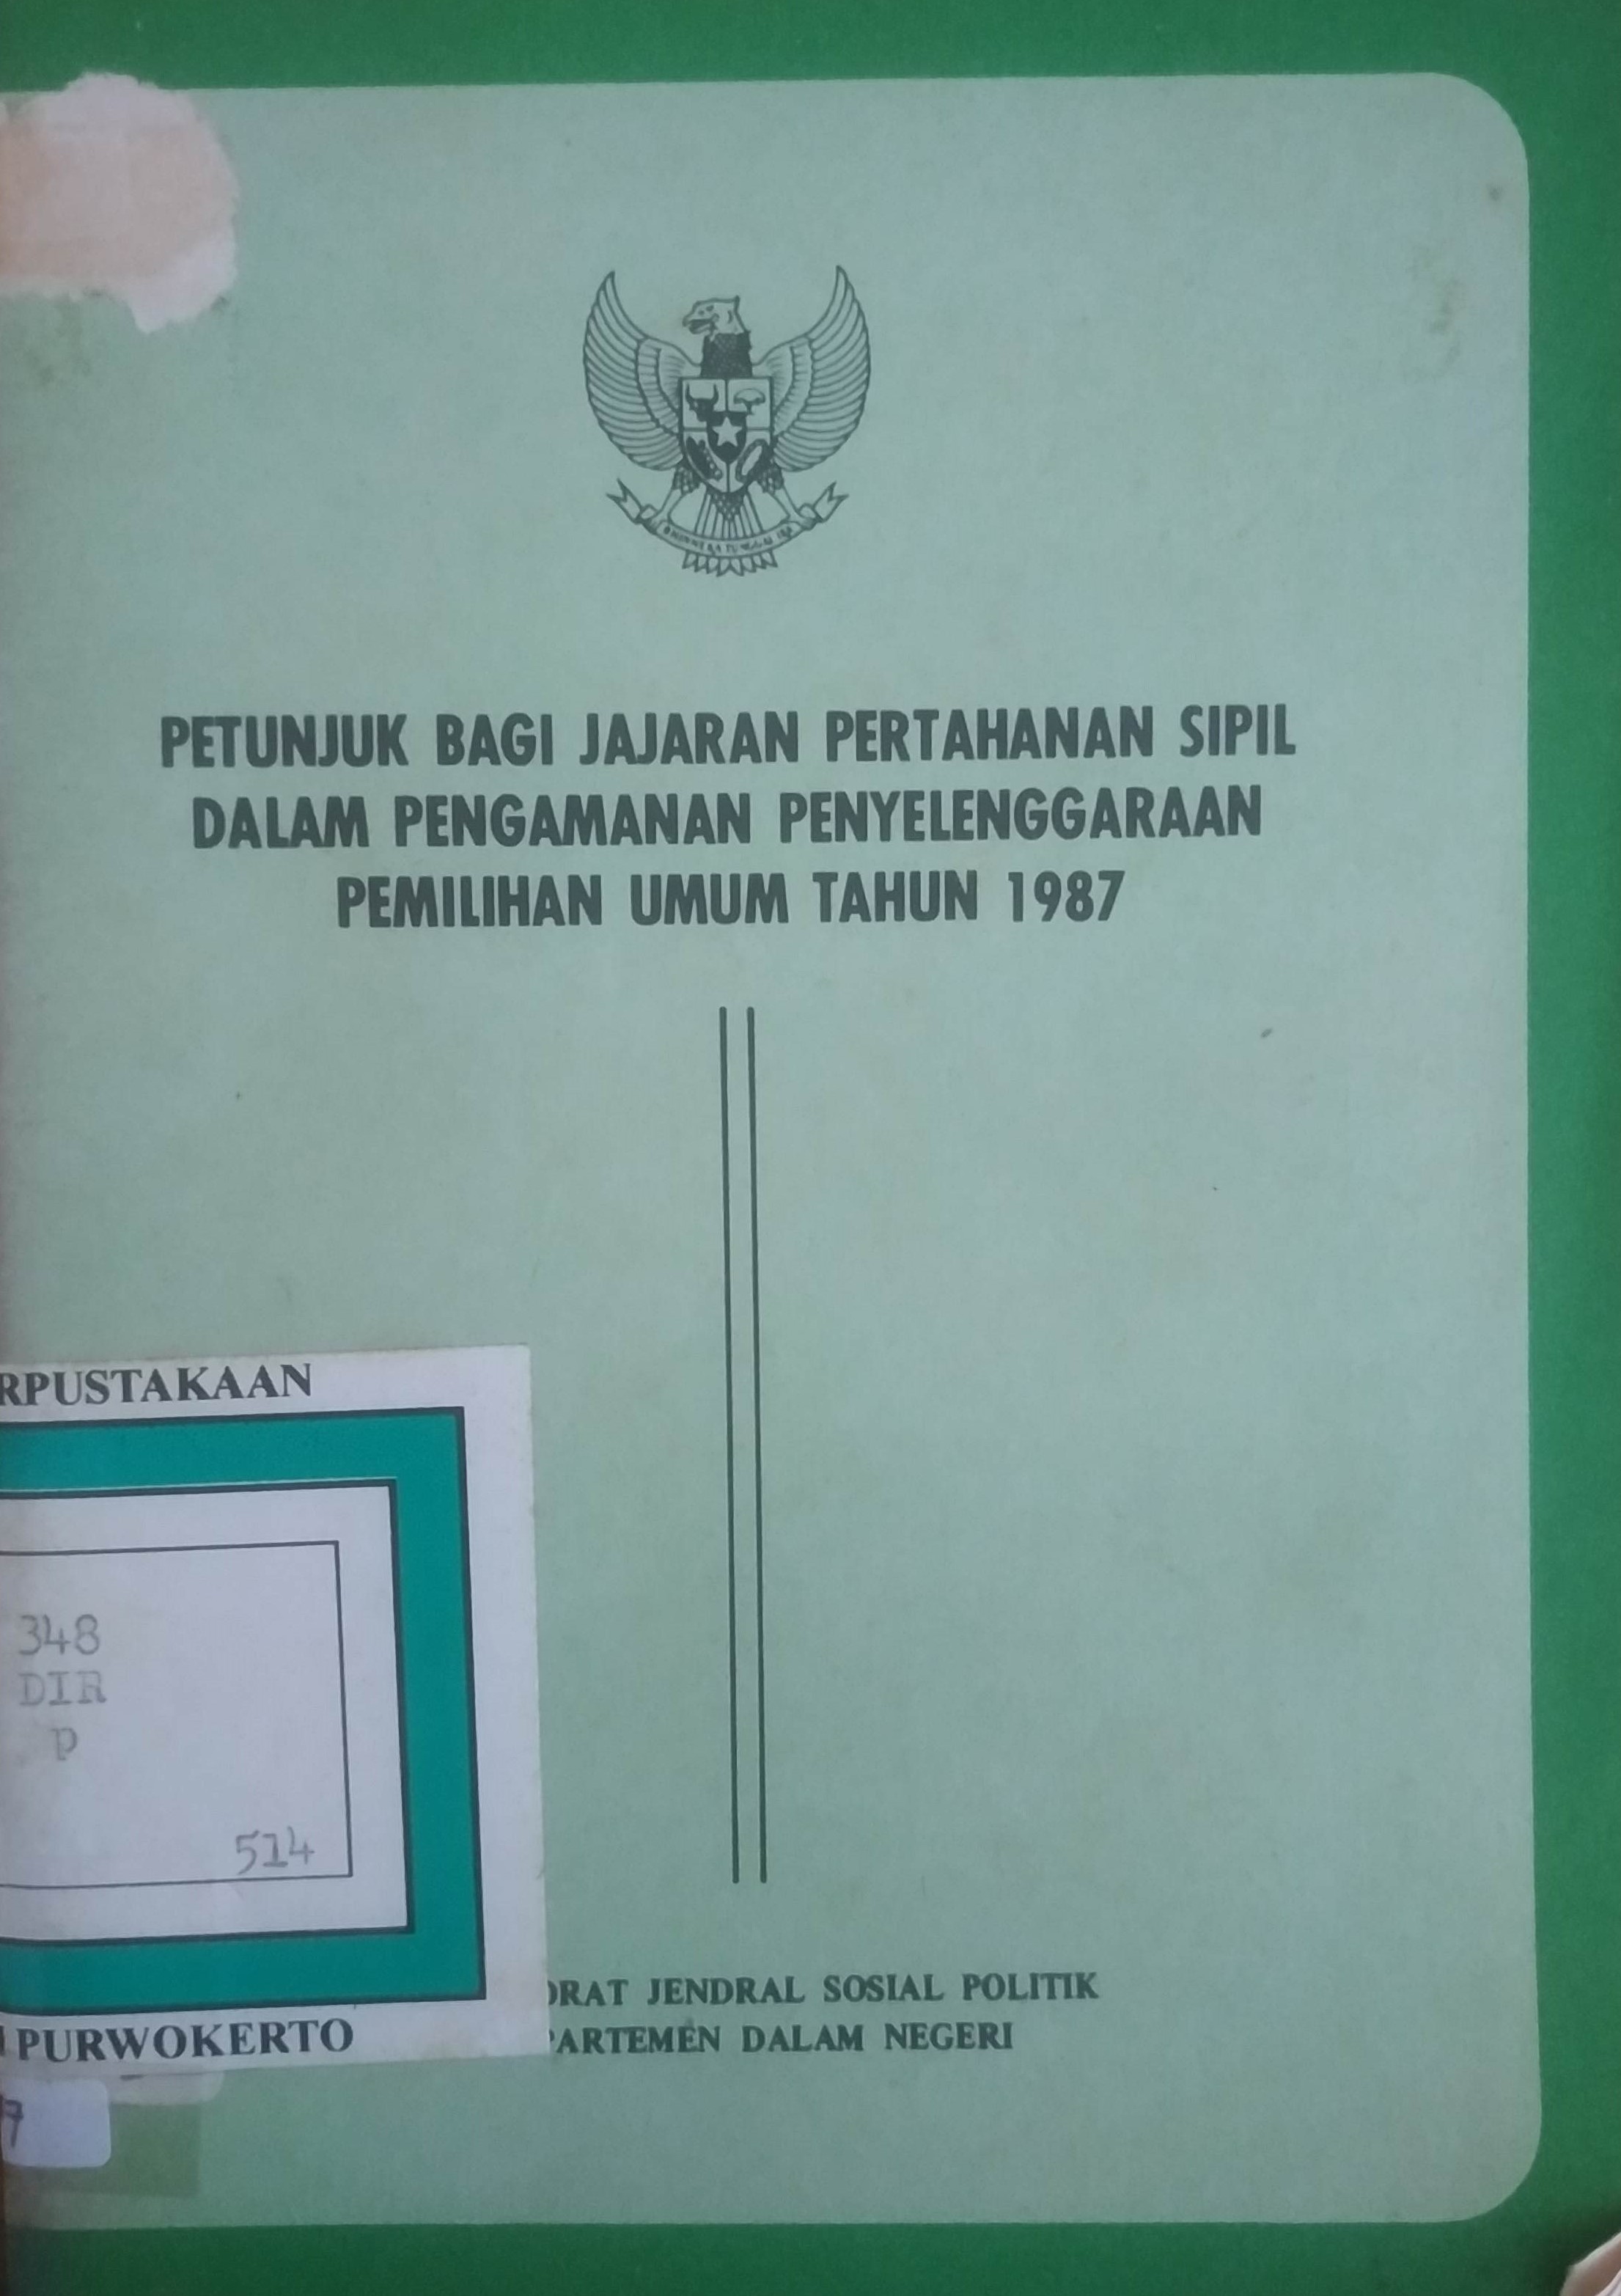 PETUNJUK BAGI JAJARAN PERTAHANAN SIPIL
DALAM PENGAMANAN PENYELENGGARAAN
PEMILIHAN UMUM TAHUN 1987
RPUSTAKAAN
348
DIR
p
514
PURWOKERTO
7
ORAT JENDRAL SOSIAL POLITIK
PARTEMEN DALAM NEGERI